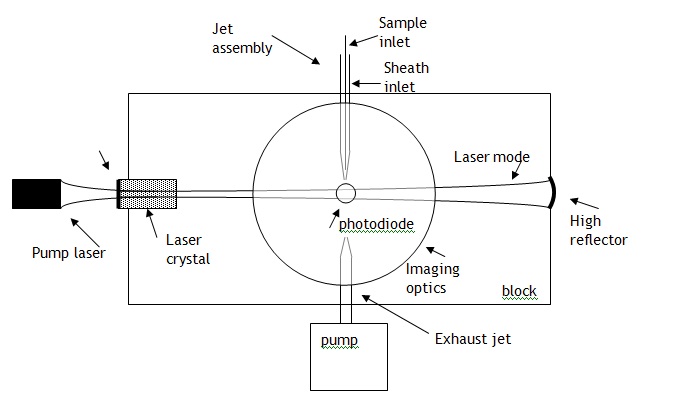 Jet
assembly
Sample
inlet
Sheath
inlet
Laser mode
High
reflector
Pump laser
Laser
crystal
photodiode
Imaging
optics
block
Exhaust jet
pump